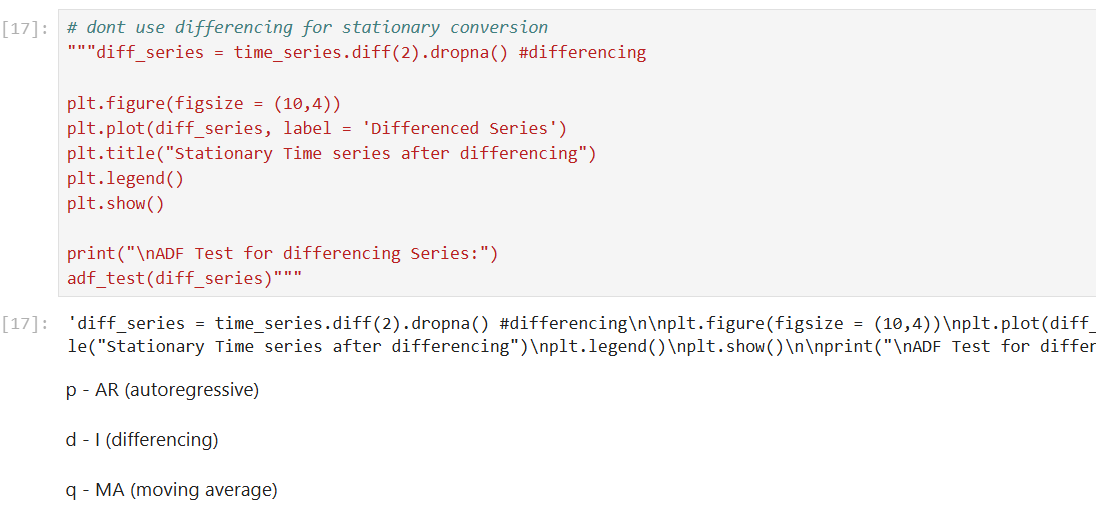 [17]: # dont use differencing for stationary conversion
"""diff_series = time_series.diff(2).dropna() #differencing
plt.figure(figsize = (10,4))
plt.plot(diff_series, label = 'Differenced Series')
plt.title("Stationary Time series after differencing")
plt.legend()
plt.show()
print("\nADF Test for differencing Series:")
adf_test(diff_series)"""
[17]: 'diff_series = time_series.diff(2).dropna() #differencing\n\nplt.figure(figsize = (10,4))\nplt.plot(diff_
le("Stationary Time series after differencing")\nplt.legend()\nplt.show()\n\nprint("\nADF Test for differ
p - AR (autoregressive)
d - I (differencing)
q - MA (moving average)